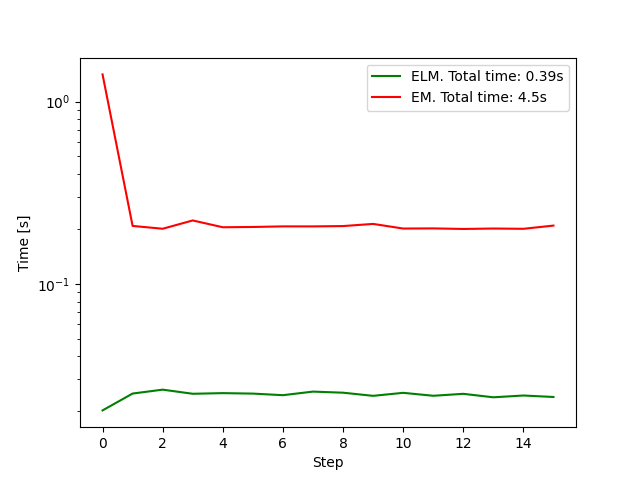 ELM. Total time: 0.39s
EM. Total time: 4.5s
10⁰
10⁻¹
Time [s]
0 2 4 6 8 10 12 14
Step